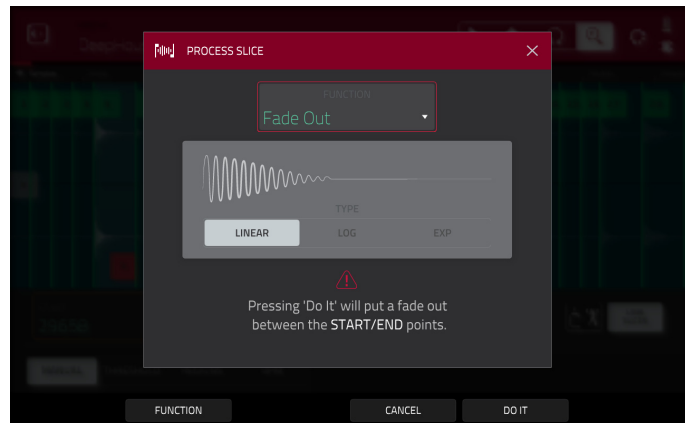 PROCESS SLICE
FUNCTION
Fade Out
TYPE
LINEAR LOG EXP
Pressing 'Do It' will put a fade out
between the START/END points.
FUNCTION CANCEL DO IT